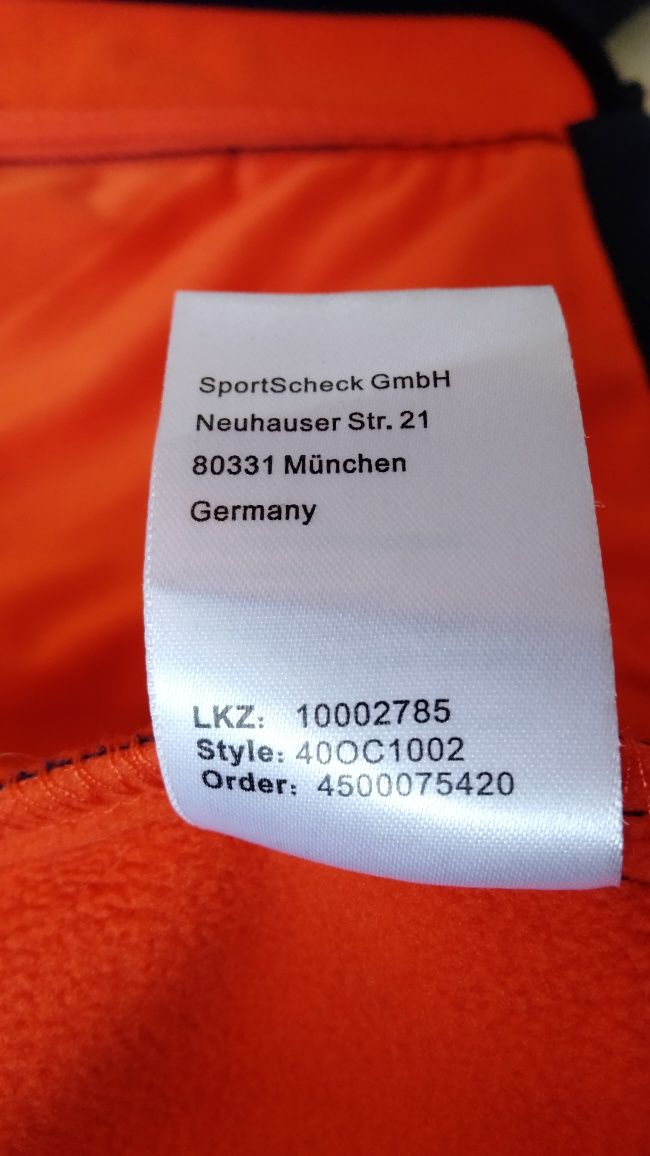 SportScheck GmbH
Neuhauser Str. 21
80331 München
Germany
LKZ: 10002785
Style: 40OC1002
Order: 4500075420